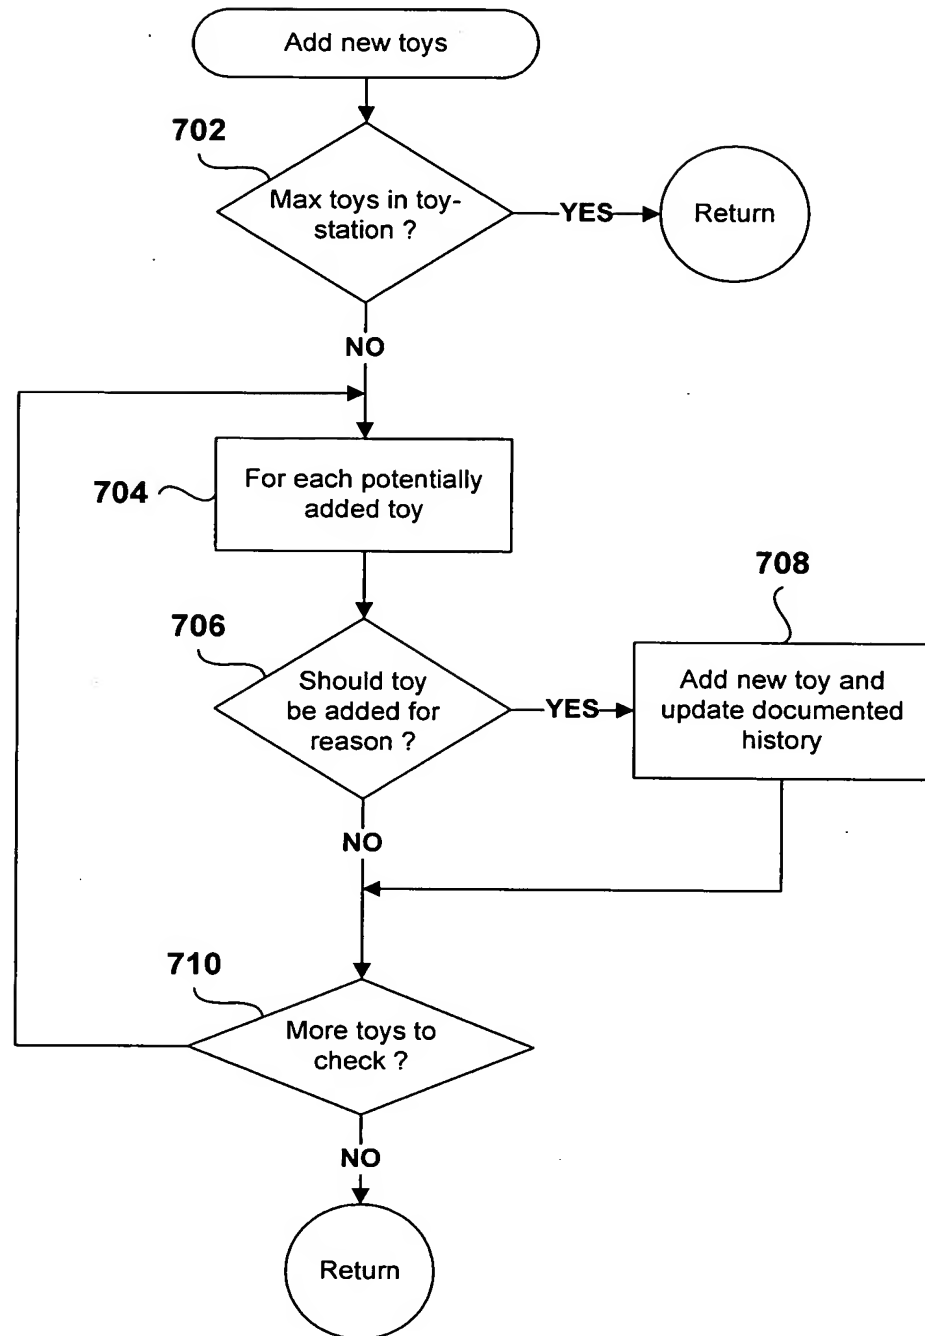 Add new toys
702
Max toys in toy-
station ?
YES
Return
NO
704
For each potentially
added toy
708
706
Should toy
be added for
reason ?
YES
Add new toy and
update documented
history
NO
710
More toys to
check ?
NO
Return